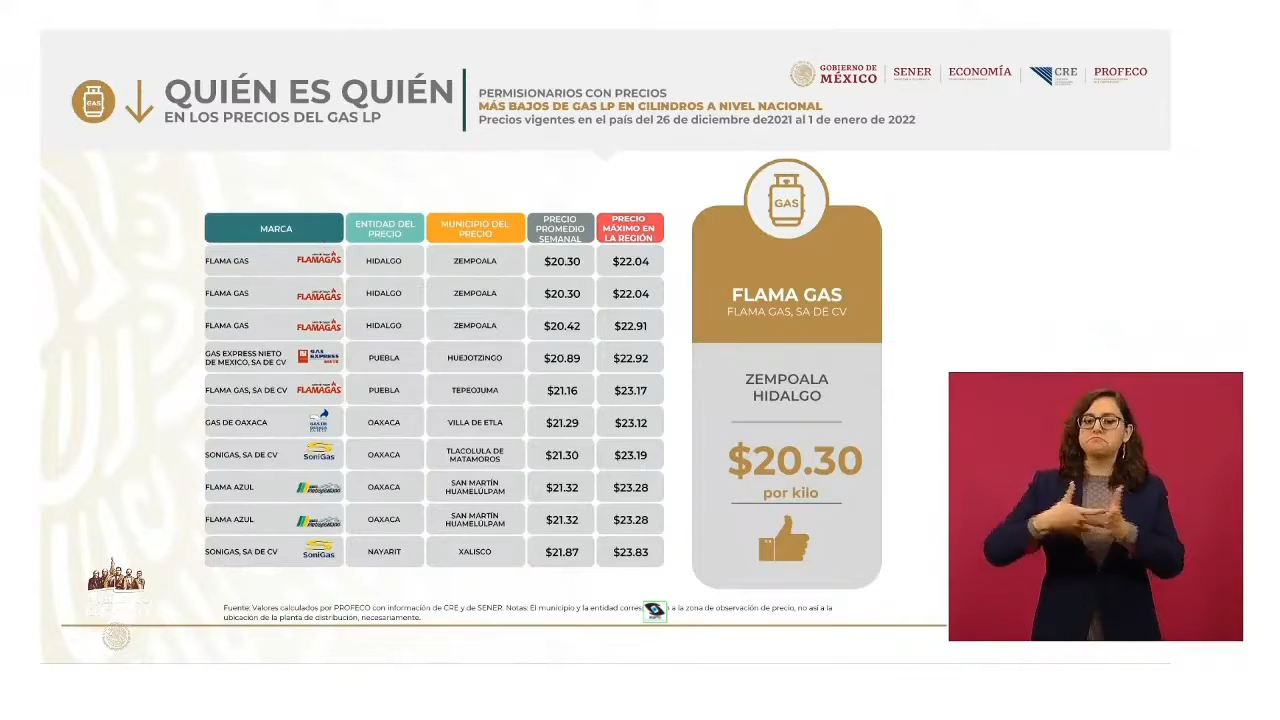 GAS
QUIÉN ES QUIÉN
EN LOS PRECIOS DEL GAS LP
PERMISIONARIOS CON PRECIOS
MÁS BAJOS DE GAS LP EN CILINDROS A NIVEL NACIONAL
Precios vigentes en el país del 26 de diciembre de2021 al 1 de enero de 2022
GOBIERNO DE
MÉXICO
SENER
ECONOMÍA
CRE
PROFECO
MARCA
ENTIDAD DEL
PRECIO
MUNICIPIO DEL
PRECIO
PRECIO
PROMEDIO
SEMANAL
PRECIO
MÁXIMO EN
LA REGIÓN
FLAMA GAS FLAMAGAS HIDALGO ZEMPOALA $20.30 $22.04
FLAMA GAS FLAMAGAS HIDALGO ZEMPOALA $20.30 $22.04
FLAMA GAS FLAMAGAS HIDALGO ZEMPOALA $20.42 $22.91
GAS EXPRESS NIETO
DE MEXICO, SA DE CV
GAS
EXPRESS
NIETO
PUEBLA HUEJOTZINGO $20.89 $22.92
FLAMA GAS, SA DE CV FLAMAGAS PUEBLA TEPEOJUMA $21.16 $23.17
GAS DE OAXACA
GAS DE
OAXACA
OAXACA VILLA DE ETLA $21.29 $23.12
SONIGAS, SA DE CV SoniGas OAXACA
TLACOLULA DE
MATAMOROS
$21.30 $23.19
FLAMA AZUL OAXACA
SAN MARTÍN
HUAMELÚLPAM
$21.32 $23.28
FLAMA AZUL OAXACA
SAN MARTÍN
HUAMELÚLPAM
$21.32 $23.28
SONIGAS, SA DE CV SoniGas NAYARIT XALISCO $21.87 $23.83
GAS
FLAMA GAS
FLAMA GAS, SA DE CV
ZEMPOALA
HIDALGO
$20.30
por kilo
Fuente: Valores calculados por PROFECO con información de CRE y de SENER. Notas: El municipio y la entidad corres a la zona de observación de precio, no así a la
ubicación de la planta de distribución, necesariamente.